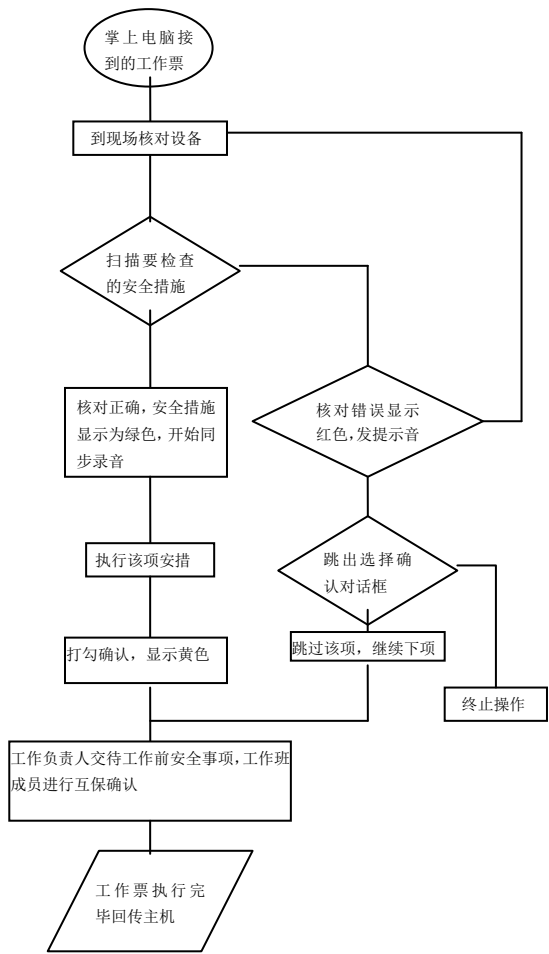 掌上电脑接
到的工作票
到现场核对设备
扫描要检查
的安全措施
核对正确，安全措施
显示为绿色，开始同
步录音
核对错误显示
红色，发提示音
执行该项安措
跳出选择确
认对话框
打勾确认，显示黄色
跳过该项，继续下项
终止操作
工作负责人交待工作前安全事项，工作班
成员进行互保确认
工作票执行完
毕回传主机